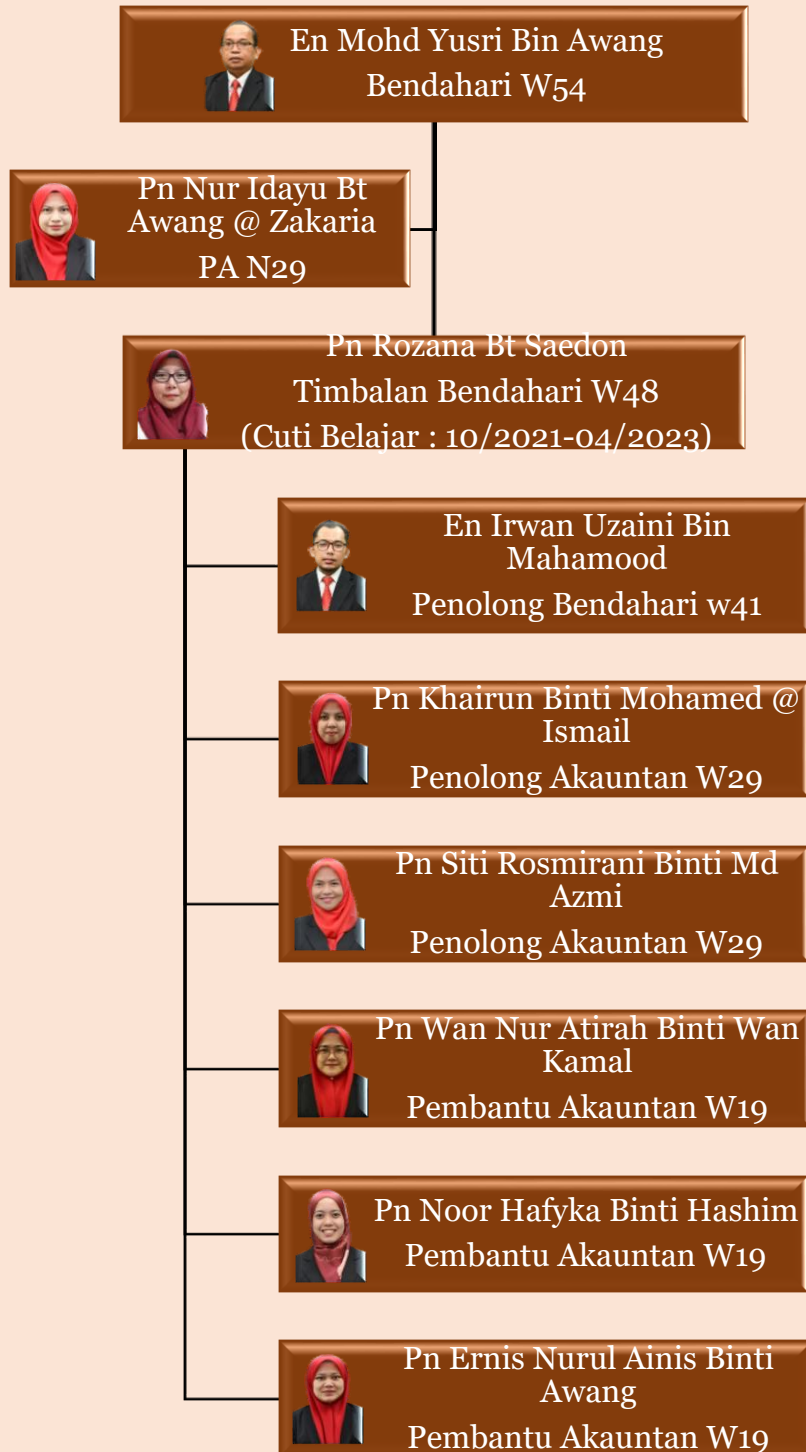 En Mohd Yusri Bin Awang
Bendahari W54
Pn Nur Idayu Bt
Awang @ Zakaria
PA N29
Pn Rozana Bt Saedon
Timbalan Bendahari W48
(Cuti Belajar : 10/2021-04/2023)
En Irwan Uzaini Bin
Mahamood
Penolong Bendahari w41
Pn Khairun Binti Mohamed @
Ismail
Penolong Akauntan W29
Pn Siti Rosmirani Binti Md
Azmi
Penolong Akauntan W29
Pn Wan Nur Atirah Binti Wan
Kamal
Pembantu Akauntan W19
Pn Noor Hafyka Binti Hashim
Pembantu Akauntan W19
Pn Ernis Nurul Ainis Binti
Awang
Pembantu Akauntan W19